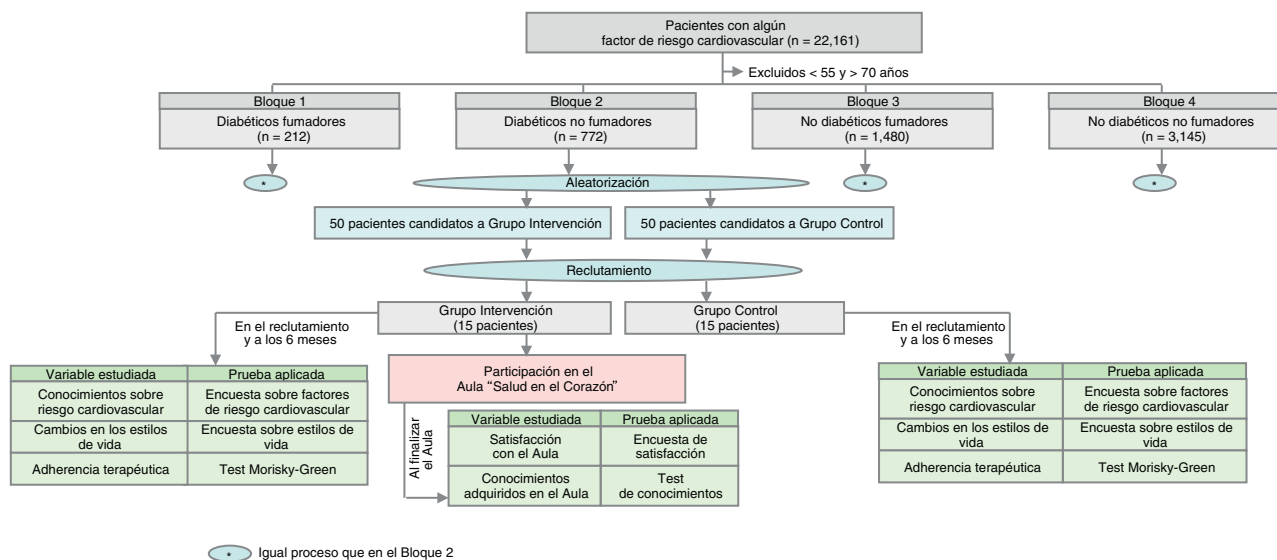 Pacientes con algún
factor de riesgo cardiovascular (n = 22,161)
Excluidos < 55 y > 70 años
Bloque 1
Diabéticos fumadores
(n = 212)
*
Bloque 2
Diabéticos no fumadores
(n = 772)
Bloque 3
No diabéticos fumadores
(n = 1,480)
*
Bloque 4
No diabéticos no fumadores
(n = 3,145)
*
Aleatorización
50 pacientes candidatos a Grupo Intervención
50 pacientes candidatos a Grupo Control
Reclutamiento
Grupo Intervención
(15 pacientes)
Grupo Control
(15 pacientes)
En el reclutamiento
y a los 6 meses
Variable estudiada
Prueba aplicada
Conocimientos sobre
riesgo cardiovascular
Encuesta sobre factores
de riesgo cardiovascular
Cambios en los estilos
de vida
Encuesta sobre estilos de
vida
Adherencia terapéutica
Test Morisky-Green
Participación en el
Aula “Salud en el Corazón”
Al finalizar
el Aula
Variable estudiada
Prueba aplicada
Satisfacción
con el Aula
Encuesta de
satisfacción
Conocimientos
adquiridos en el Aula
Test
de conocimientos
En el reclutamiento
y a los 6 meses
Variable estudiada
Prueba aplicada
Conocimientos sobre
riesgo cardiovascular
Encuesta sobre factores
de riesgo cardiovascular
Cambios en los estilos de
vida
Encuesta sobre estilos de
vida
Adherencia terapéutica
Test Morisky-Green
* Igual proceso que en el Bloque 2